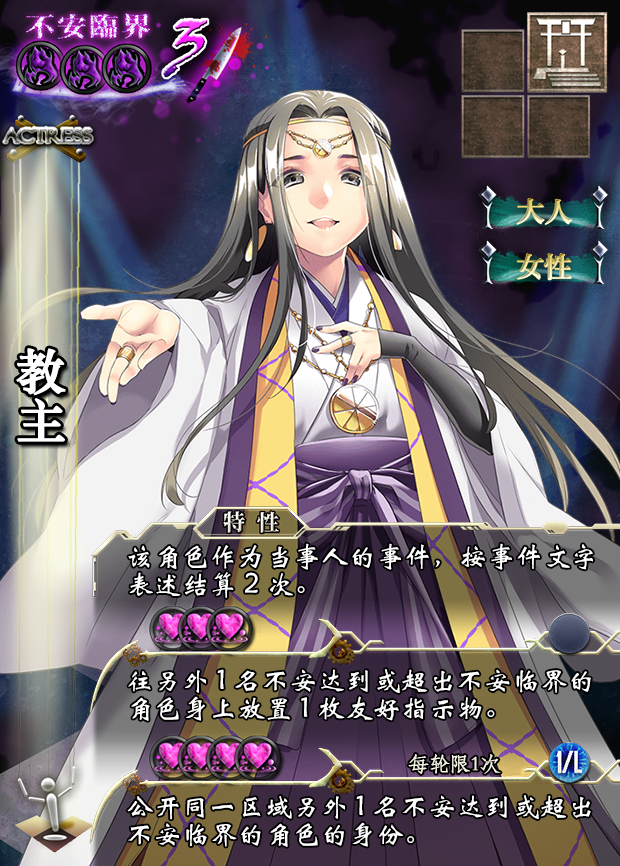 不安臨界
3
ACTRESS
大人
女性
教主
特性
该角色作为当事人的事件，按事件文字
表述结算2次。
往另外1名不安达到或超出不安临界的
角色身上放置1枚友好指示物。
每轮限1次
1/L
公开同一区域另外1名不安达到或超出
不安临界的角色的身份。